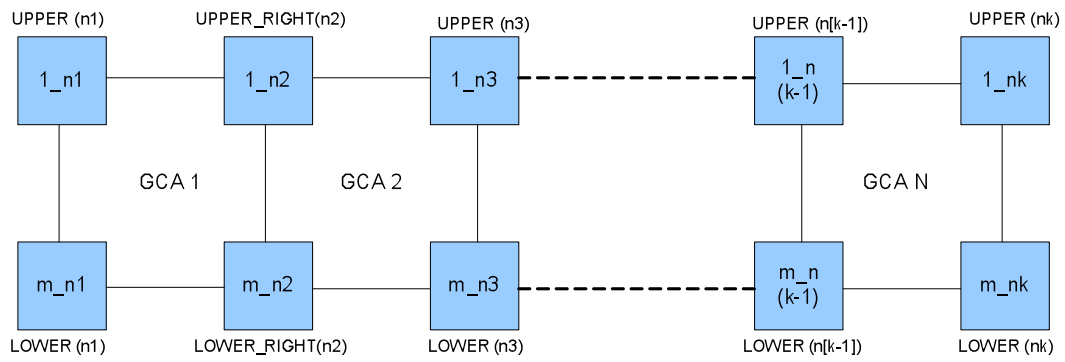 UPPER (n1)
UPPER_RIGHT(n2)
UPPER (n3)
UPPER (n[k-1])
UPPER (nk)
1_n1
1_n2
1_n3
1_n
(k-1)
1_nk
GCA 1
GCA 2
GCA N
m_n1
m_n2
m_n3
m_n
(k-1)
m_nk
LOWER (n1)
LOWER_RIGHT(n2)
LOWER (n3)
LOWER (n[k-1])
LOWER (nk)